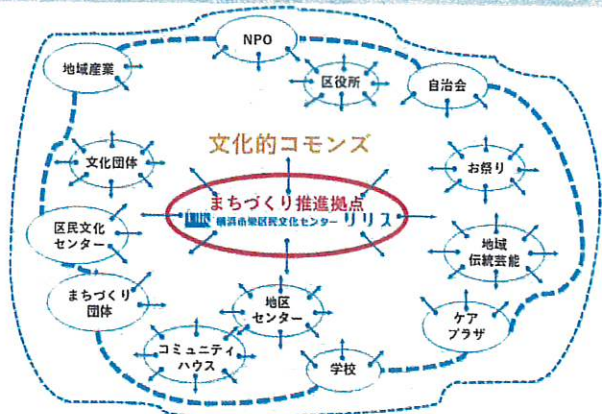 NPO
地域産業
区役所
自治会
文化的コモンズ
文化団体
お祭り
まちづくり推進拠点
横浜市栄区民文化センター リリス
区民文化
センター
地域
伝統芸能
まちづくり
団体
地区
センター
ケア
プラザ
コミュニティ
ハウス
学校